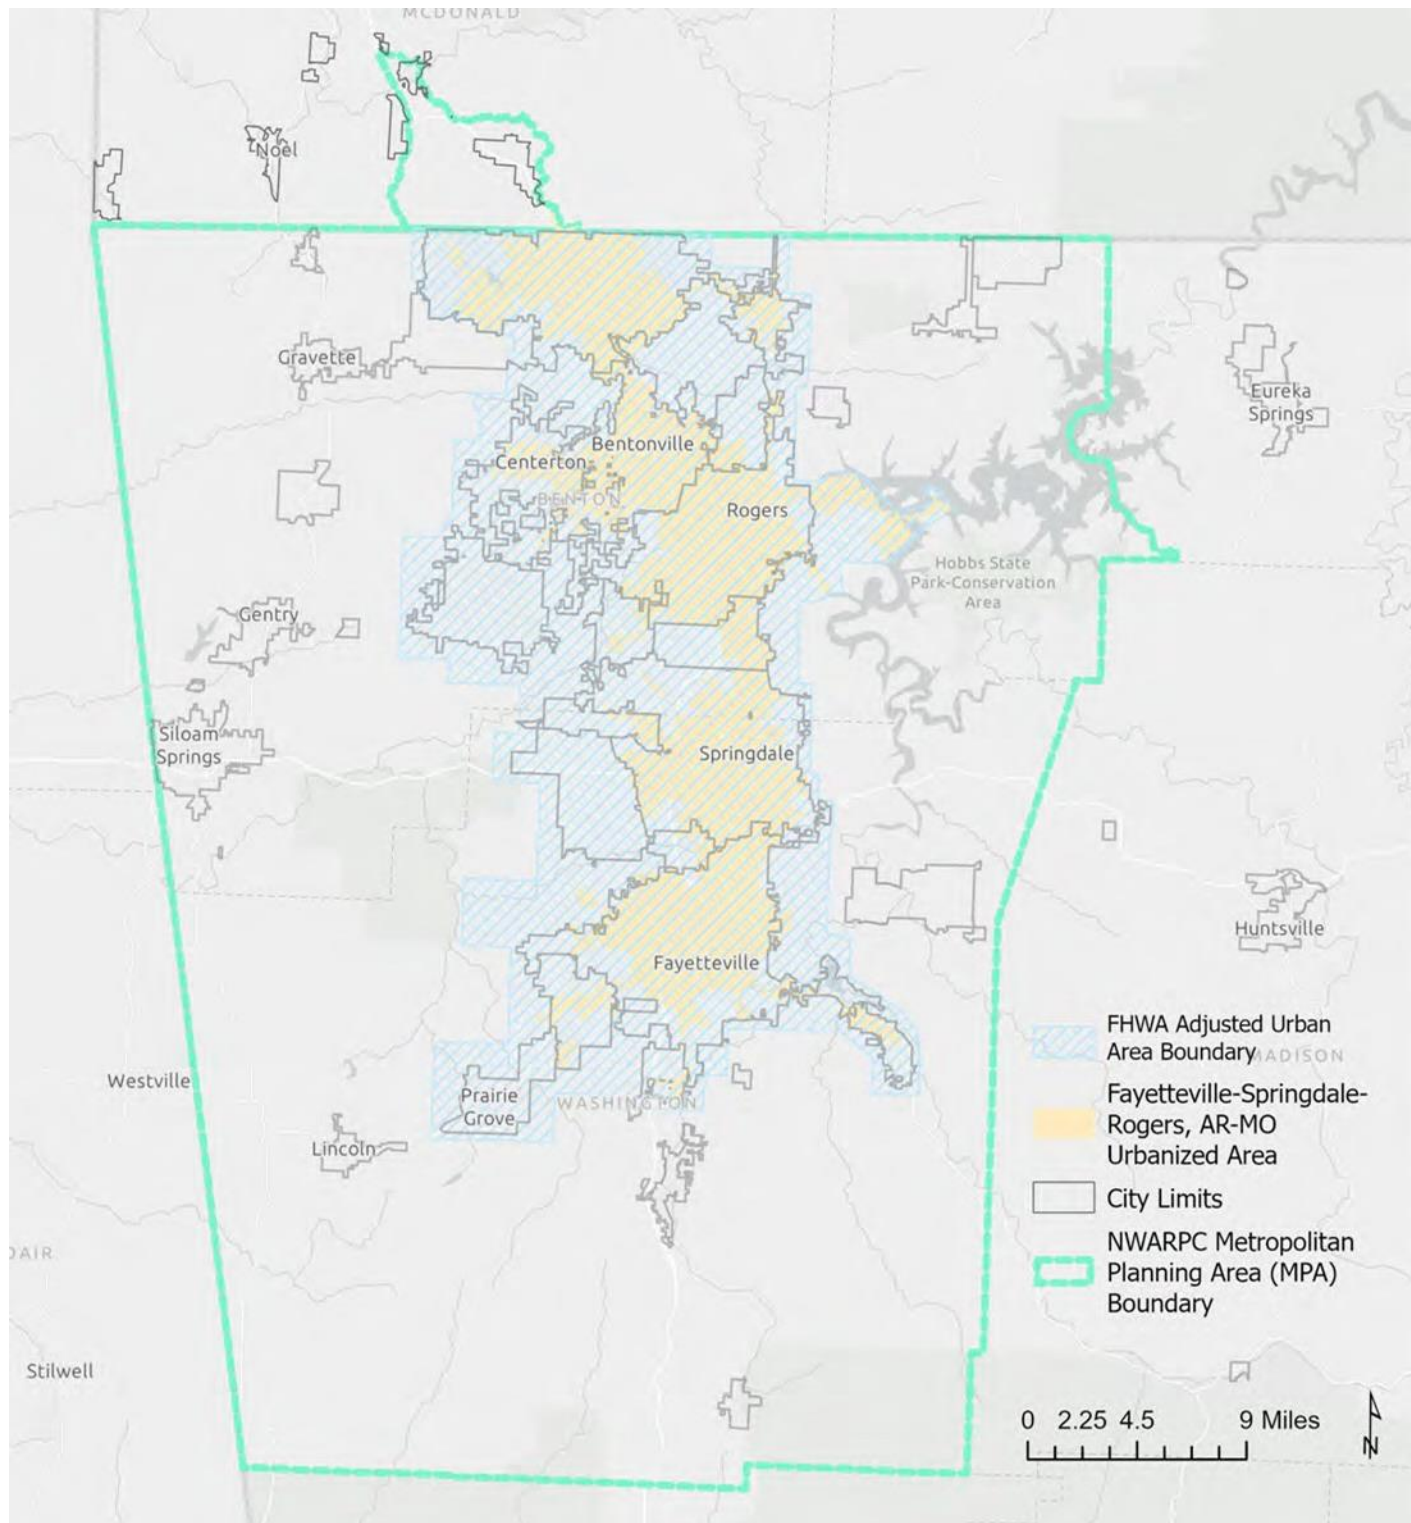 MCDONALD
Noel
Gravette
Eureka
Springs
Bentonville
Centerton
BENTON
Rogers
Hobbs State
Park-Conservation
Area
Gentry
Siloam
Springs
Springdale
Huntsville
Fayetteville
FHWA Adjusted Urban
Area Boundary
MADISON
Westville
Prairie
Grove
WASHINGTON
Fayetteville-Springdale-
Rogers, AR-MO
Urbanized Area
Lincoln
City Limits
NWARPC Metropolitan
Planning Area (MPA)
Boundary
DAIR
Stilwell
0 2.25 4.5 9 Miles
N